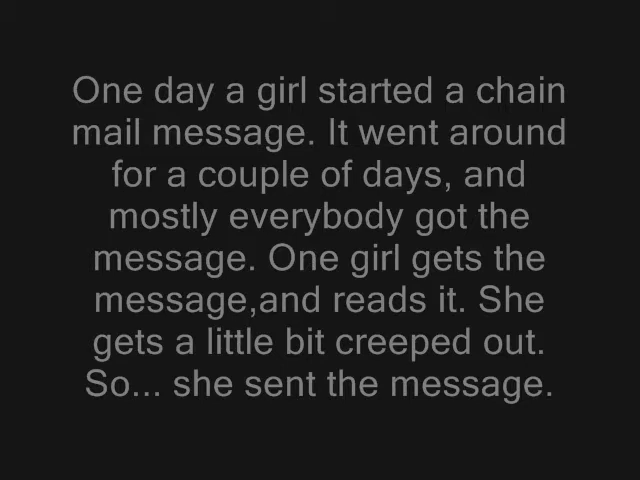 One day a girl started a chain
mail message. It went around
for a couple of days, and
mostly everybody got the
message. One girl gets the
message,and reads it. She
gets a little bit creeped out.
So... she sent the message.